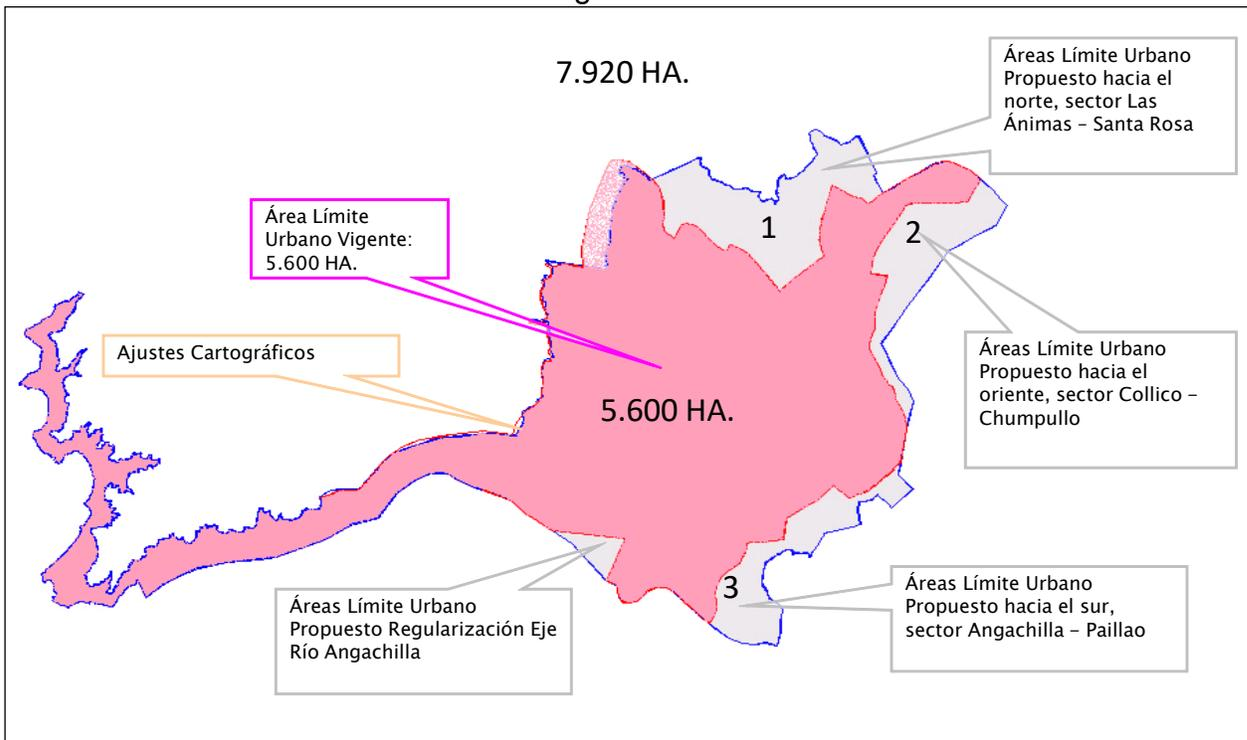 7.920 HA.
Áreas Límite Urbano
Propuesto hacia el
norte, sector Las
Ánimas – Santa Rosa
Área Límite
Urbano Vigente:
5.600 HA.
1
2
Ajustes Cartográficos
5.600 HA.
Áreas Límite Urbano
Propuesto hacia el
oriente, sector Collico –
Chumpullo
3
Áreas Límite Urbano
Propuesto Regularización Eje
Río Angachilla
Áreas Límite Urbano
Propuesto hacia el sur,
sector Angachilla – Paillao